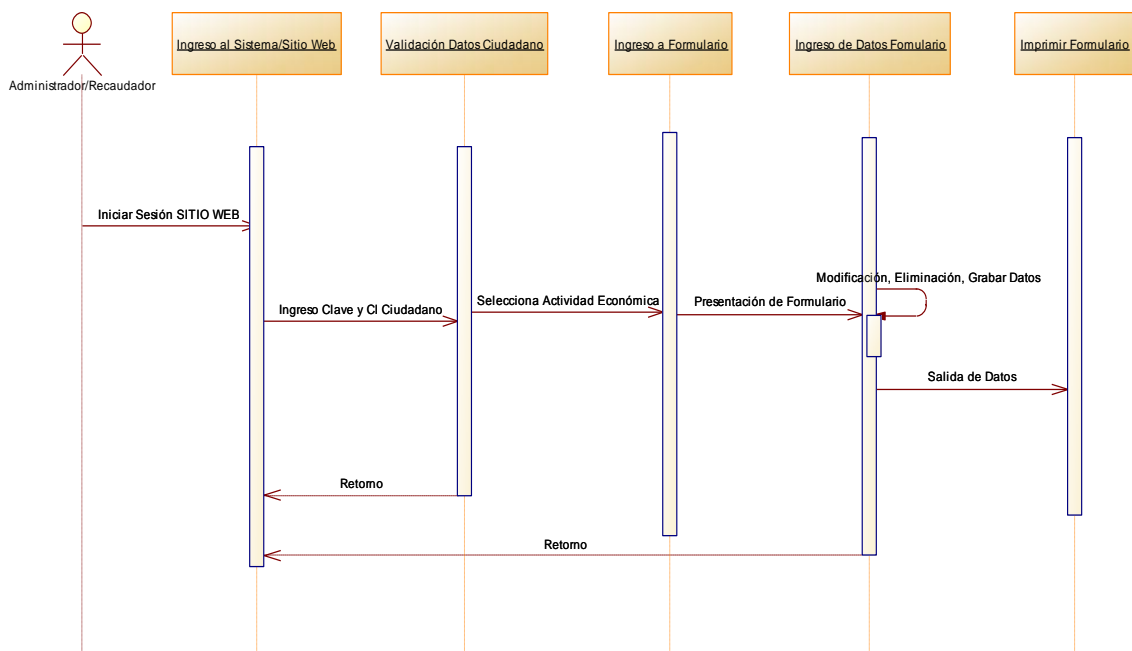 Ingreso al Sistema/Sitio Web
Validación Datos Ciudadano
Ingreso a Formulario
Ingreso de Datos Fomulario
Imprimir Formulario
Administrador/Recaudador
Iniciar Sesión SITIO WEB
Modificación, Eliminación, Grabar Datos
Selecciona Actividad Económica
Presentación de Formulario
Ingreso Clave y CI Ciudadano
Salida de Datos
Retorno
Retorno